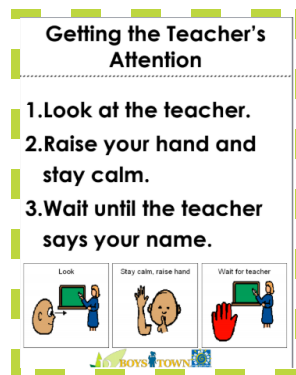 Getting the Teacher's
Attention
1.Look at the teacher.
2.Raise your hand and
stay calm.
3.Wait until the teacher
says your name.
Look
Stay calm, raise hand
Wait for teacher
BOYS TOWN